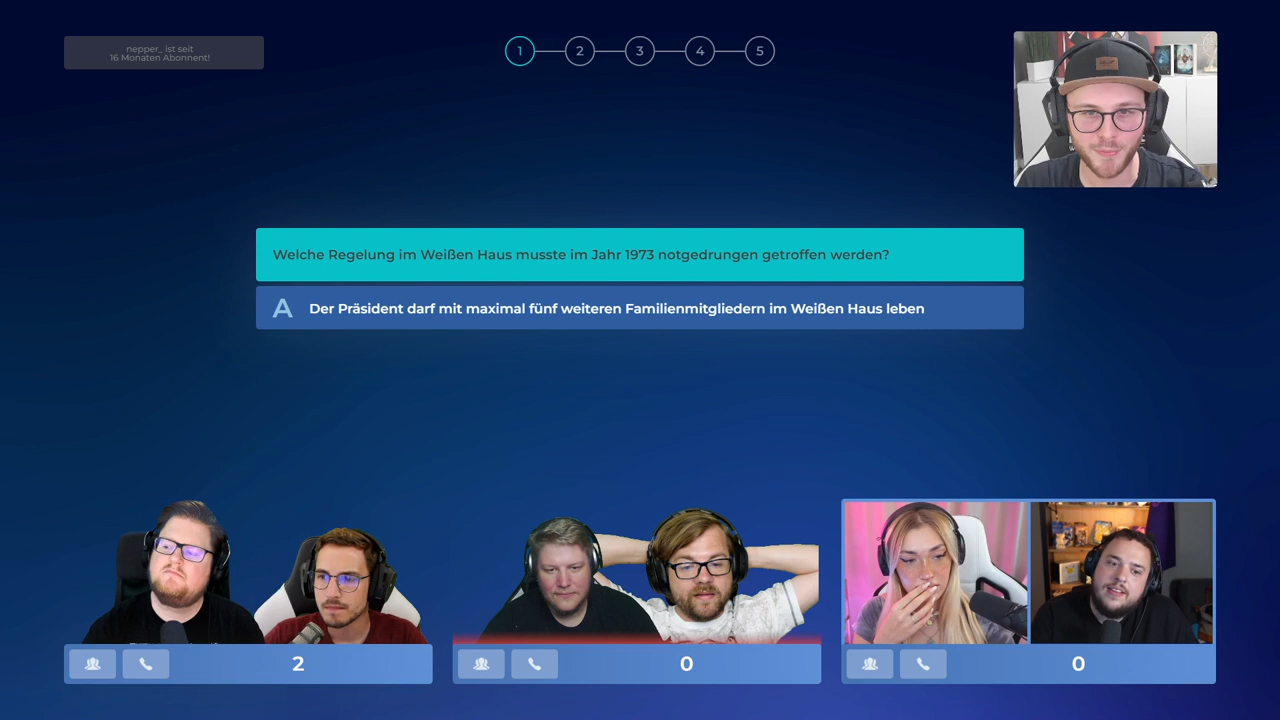 nepper_ ist seit
16 Monaten Abonnent!
1 2 3 4 5
Welche Regelung im Weißen Haus musste im Jahr 1973 notgedrungen getroffen werden?
A Der Präsident darf mit maximal fünf weiteren Familienmitgliedern im Weißen Haus leben
2
0
0